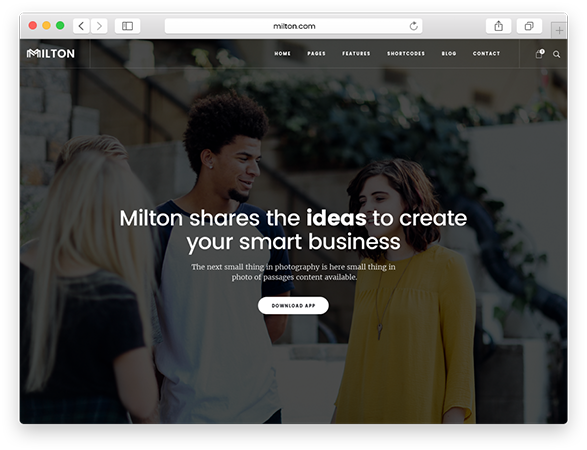 milton.com
MILTON
HOME PAGES FEATURES SHORTCODES BLOG CONTACT
Milton shares the ideas to create
your smart business
The next small thing in photography is here small thing in
photo of passages content available.
DOWNLOAD APP